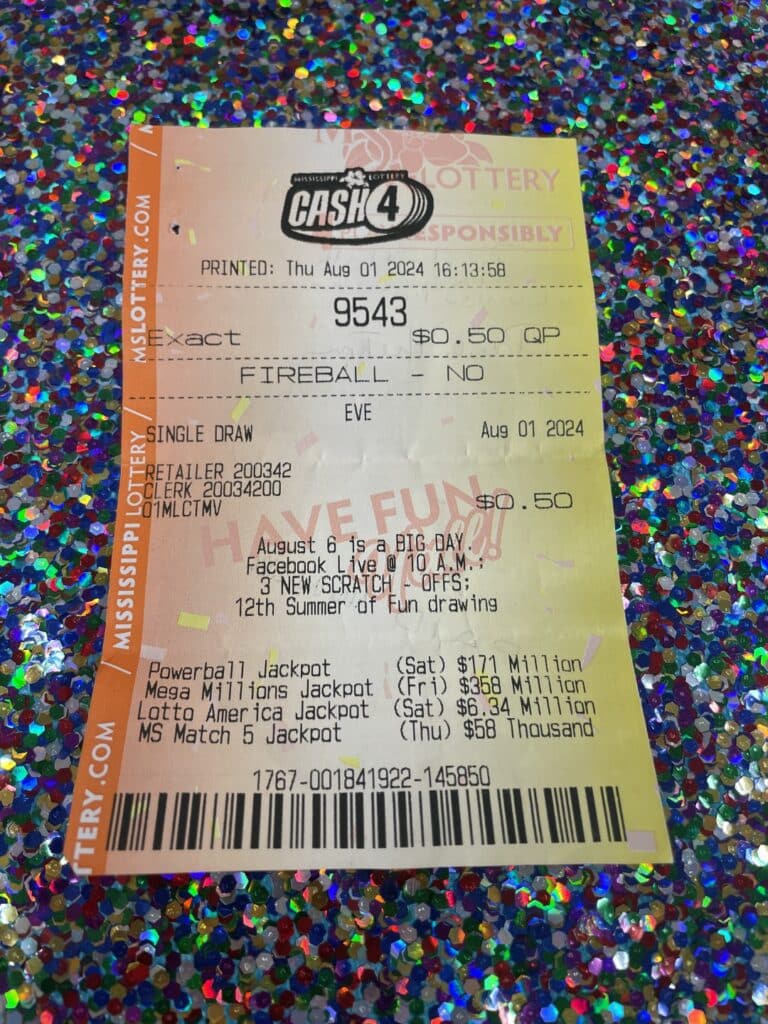 MISSISSIPPI LOTTERY
CASH 4
LOTTERY
RESPONSIBLY
PRINTED: Thu Aug 01 2024 16:13:58
9543
Exact $0.50 QP
FIREBALL - NO
EVE
SINGLE DRAW Aug 01 2024
RETAILER 200342
CLERK 20034200
01MLCTMV
$0.50
HAVE FUN
August 6 is a BIG DAY.
Facebook Live @ 10 A.M.:
3 NEW SCRATCH - OFFS;
12th Summer of Fun drawing
Powerball Jackpot (Sat) $171 Million
Mega Millions Jackpot (Fri) $358 Million
Lotto America Jackpot (Sat) $6.34 Million
MS Match 5 Jackpot (Thu) $58 Thousand
1767-001841922-145850
TTERY.COM / MISSISSIPPI LOTTERY / MSLOTTERY.COM /